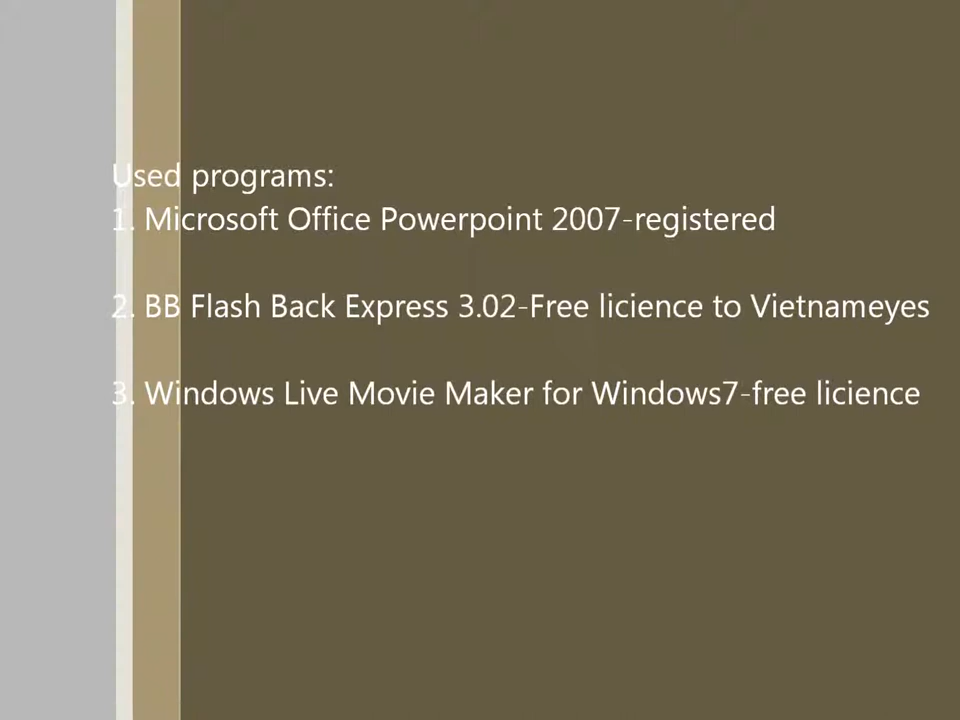 Used programs:
1. Microsoft Office Powerpoint 2007-registered
2. BB Flash Back Express 3.02-Free licience to Vietnameyes
3. Windows Live Movie Maker for Windows7-free licience